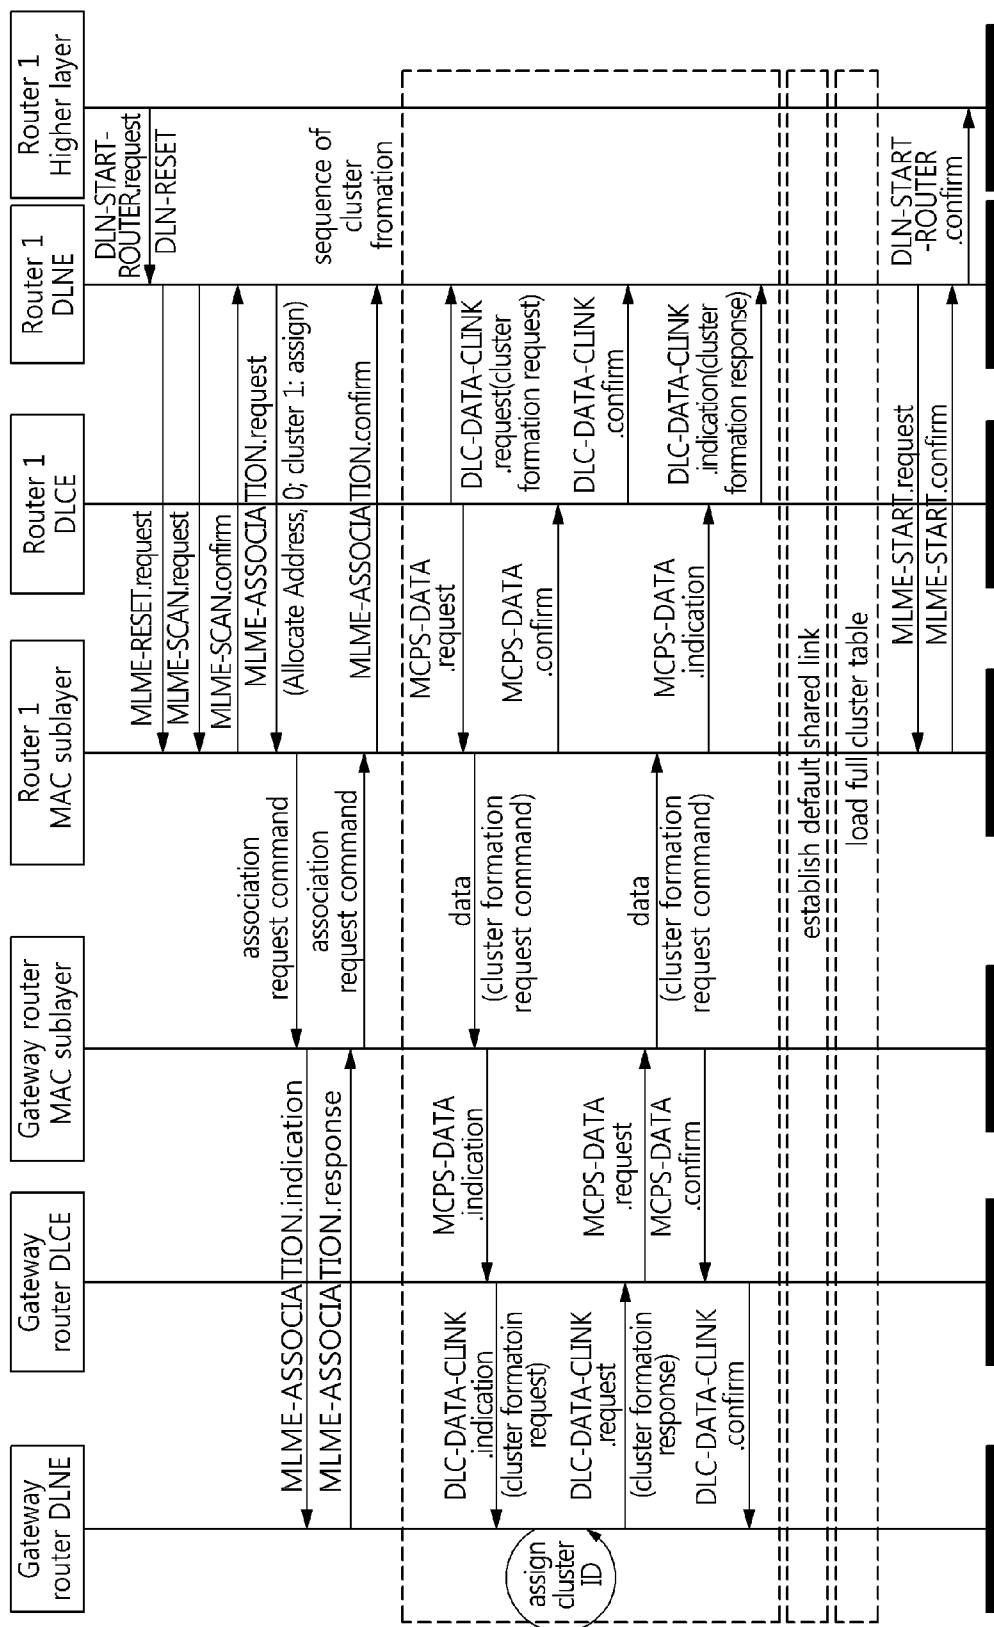 Gateway
router DLNE
Gateway
router DLCE
Gateway router
MAC sublayer
Router 1
MAC sublayer
Router 1
DLCE
Router 1
DLNE
Router 1
Higher layer
DLN-START-
ROUTER.request
DLN-RESET
MLME-RESET.request
MLME-SCAN.request
MLME-SCAN.confirm
MLME-ASSOCIATION.request
(Allocate Address, 0; cluster 1: assign)
association
request command
MLME-ASSOCIATION.indication
MLME-ASSOCIATION.response
association
request command
MLME-ASSOCIATION.confirm
sequence of
cluster
fromation
DLC-DATA-CLINK
.request(cluster
formation request)
MCPS-DATA
.request
data
(cluster formation
request command)
MCPS-DATA
.indication
DLC-DATA-CLINK
.indication
(cluster formatoin
request)
MCPS-DATA
.confirm
DLC-DATA-CLINK
.confirm
assign
cluster
ID
DLC-DATA-CLINK
.request
(cluster formatoin
response)
MCPS-DATA
.request
data
(cluster formation
request command)
MCPS-DATA
.indication
DLC-DATA-CLINK
.indication(cluster
formation response)
MCPS-DATA
.confirm
DLC-DATA-CLINK
.confirm
establish default shared link
load full cluster table
MLME-START.request
MLME-START.confirm
DLN-START
-ROUTER
.confirm